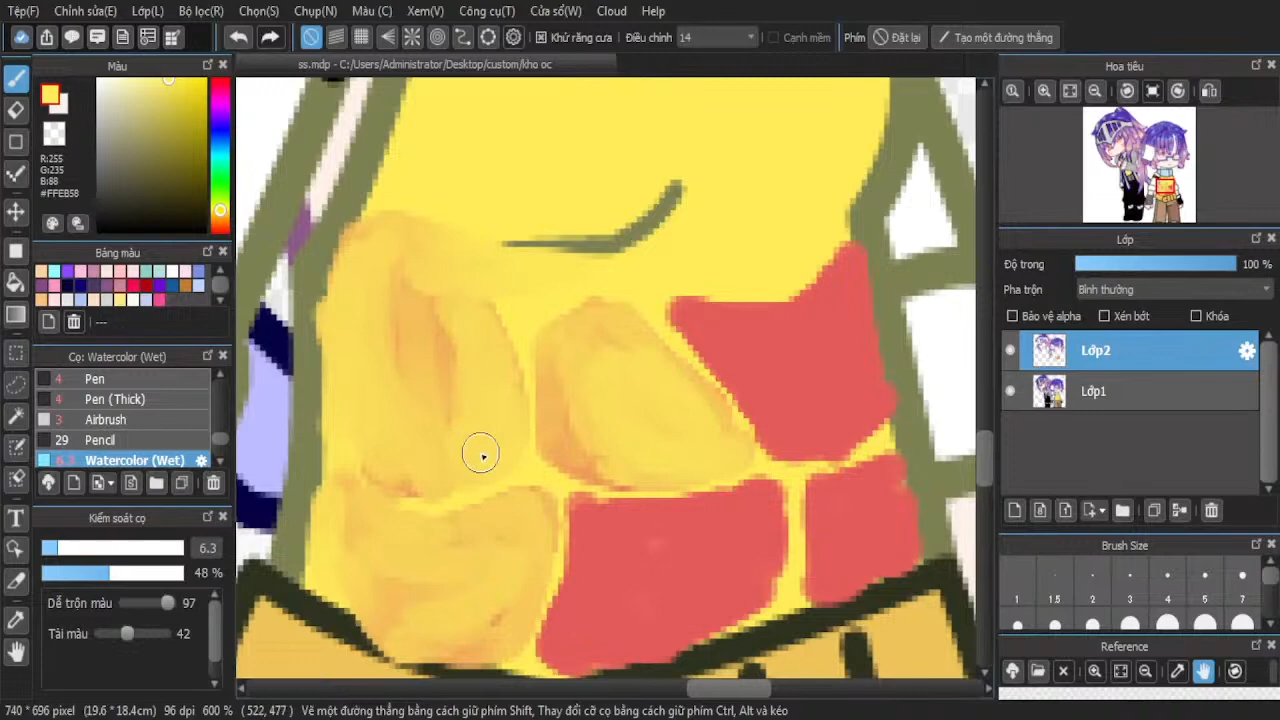 Tệp(F) Chỉnh sửa(E) Lớp(L) Bộ lọc(R) Chọn(S) Chụp(N) Màu (C) Xem(V) Công cụ(T) Cửa sổ(W) Cloud Help
Khử răng cưa Điều chỉnh 14 Cạnh mềm Phím Đặt lại Tạo một đường thẳng
Màu
ss.mdp - C:/Users/Administrator/Desktop/custom/kho oc
Hoa tiêu
R:255
G:235
B:88
#FFEB58
Bảng màu
---
Cọ: Watercolor (Wet)
4 Pen
4 Pen (Thick)
3 Airbrush
29 Pencil
6.3 Watercolor (Wet)
Kiểm soát cọ
6.3
48 %
Dễ trộn màu 97
Tải màu 42
Lớp
Độ trong 100 %
Pha trộn Bình thường
Bảo vệ alpha Xén bớt Khóa
Lớp2
Lớp1
Brush Size
1 1.5 2 3 4 5 7
Reference
740 * 696 pixel (19.6 * 18.4cm) 96 dpi 600 % ( 522, 477 ) Vẽ một đường thẳng bằng cách giữ phím Shift, Thay đổi cỡ cọ bằng cách giữ phím Ctrl, Alt và kéo